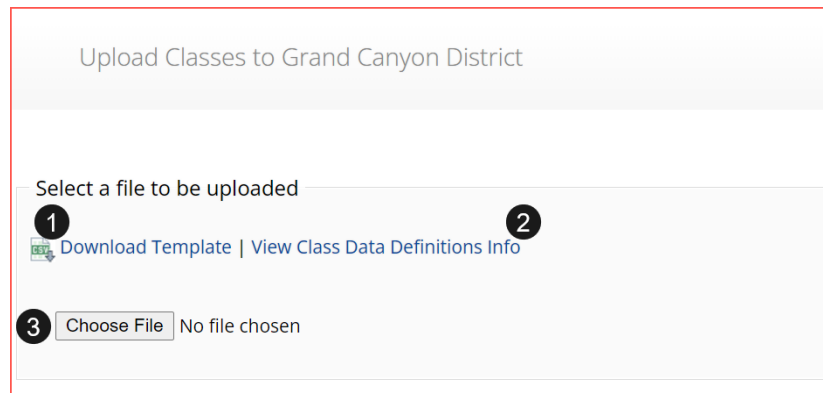 Upload Classes to Grand Canyon District
Select a file to be uploaded
1 2
CSV Download Template | View Class Data Definitions Info
3 Choose File No file chosen